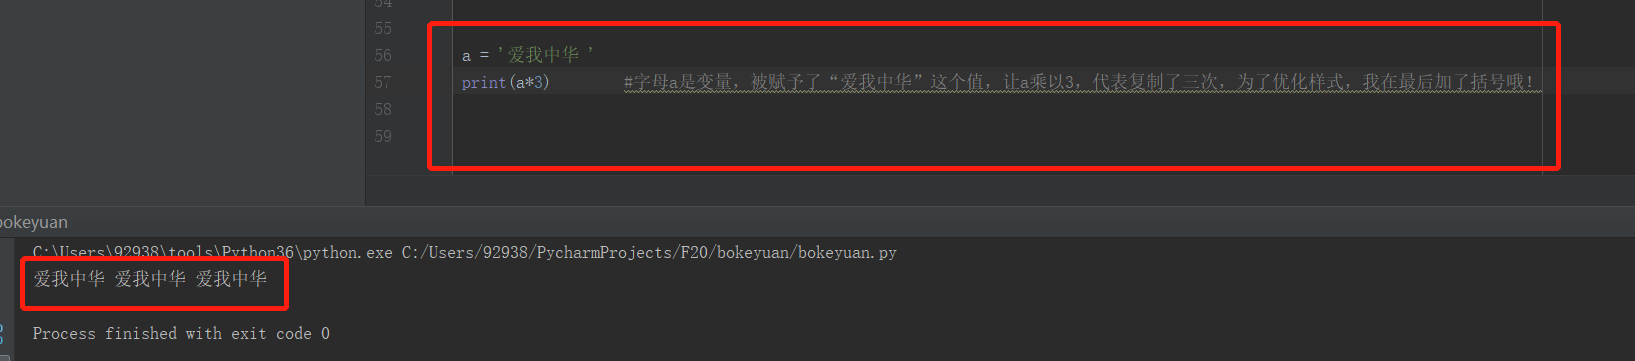 54
55
56 a = '爱我中华 '
57 print(a*3) #字母a是变量，被赋予了“爱我中华”这个值，让a乘以3，代表复制了三次，为了优化样式，我在最后加了括号哦！
58
59
bokeyuan
C:\Users\92938\tools\Python36\python.exe C:/Users/92938/PycharmProjects/F20/bokeyuan/bokeyuan.py
爱我中华 爱我中华 爱我中华
Process finished with exit code 0